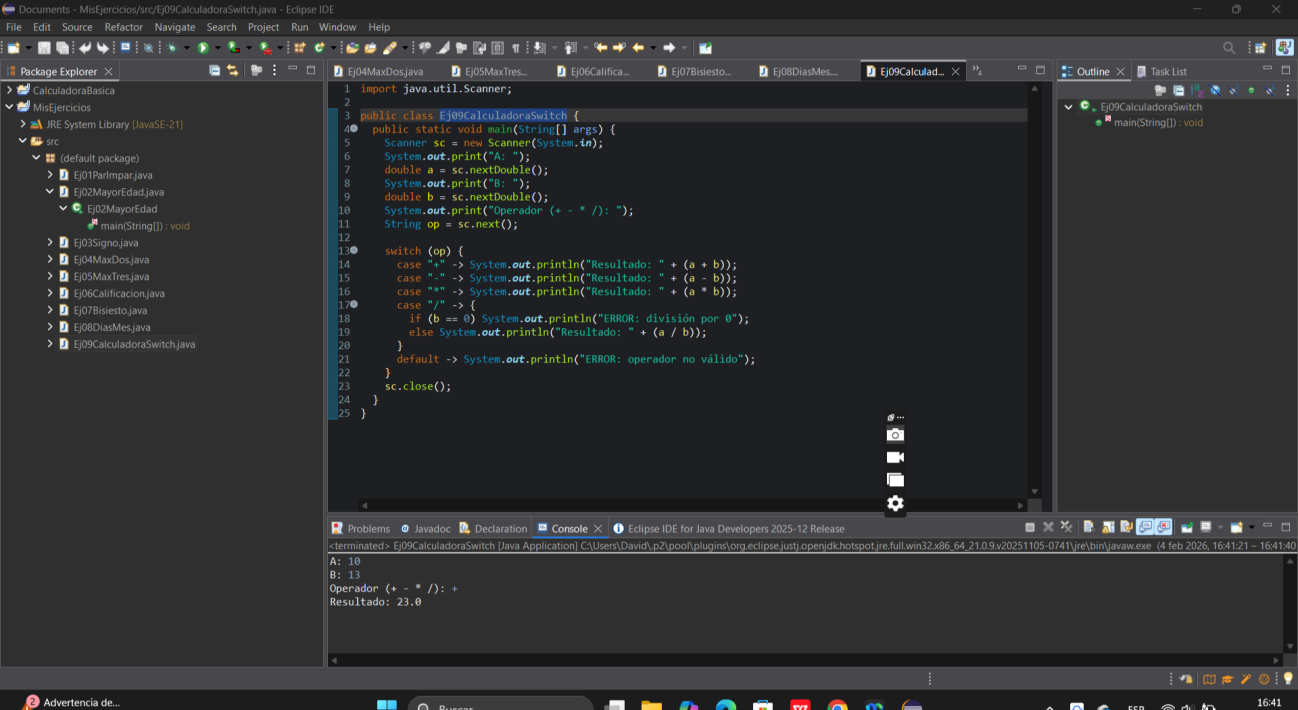 Documents - MisEjercicios/src/Ej09CalculadoraSwitch.java - Eclipse IDE
File Edit Source Refactor Navigate Search Project Run Window Help
Package Explorer
CalculadoraBasica
MisEjercicios
JRE System Library [JavaSE-21]
src
(default package)
Ej01ParImpar.java
Ej02MayorEdad.java
Ej02MayorEdad
main(String[]) : void
Ej03Signo.java
Ej04MaxDos.java
Ej05MaxTres.java
Ej06Calificacion.java
Ej07Bisiesto.java
Ej08DiasMes.java
Ej09CalculadoraSwitch.java
Ej04MaxDos.java Ej05MaxTres... Ej06Califica... Ej07Bisiesto... Ej08DiasMes... Ej09Calculad... »4
1 import java.util.Scanner;
2
3 public class Ej09CalculadoraSwitch {
4 public static void main(String[] args) {
5 Scanner sc = new Scanner(System.in);
6 System.out.print("A: ");
7 double a = sc.nextDouble();
8 System.out.print("B: ");
9 double b = sc.nextDouble();
10 System.out.print("Operador (+ - * /): ");
11 String op = sc.next();
12
13 switch (op) {
14 case "+" -> System.out.println("Resultado: " + (a + b));
15 case "-" -> System.out.println("Resultado: " + (a - b));
16 case "*" -> System.out.println("Resultado: " + (a * b));
17 case "/" -> {
18 if (b == 0) System.out.println("ERROR: división por 0");
19 else System.out.println("Resultado: " + (a / b));
20 }
21 default -> System.out.println("ERROR: operador no válido");
22 }
23 sc.close();
24 }
25 }
Outline Task List
Ej09CalculadoraSwitch
main(String[]) : void
Problems Javadoc Declaration Console Eclipse IDE for Java Developers 2025-12 Release
<terminated> Ej09CalculadoraSwitch [Java Application] C:\Users\David\.p2\pool\plugins\org.eclipse.justj.openjdk.hotspot.jre.full.win32.x86_64_21.0.9.v20251105-0741\jre\bin\javaw.exe (4 feb 2026, 16:41:21 – 16:41:40
A: 10
B: 13
Operador (+ - * /): +
Resultado: 23.0
2
Advertencia de...
Buscar
ESP
16:41